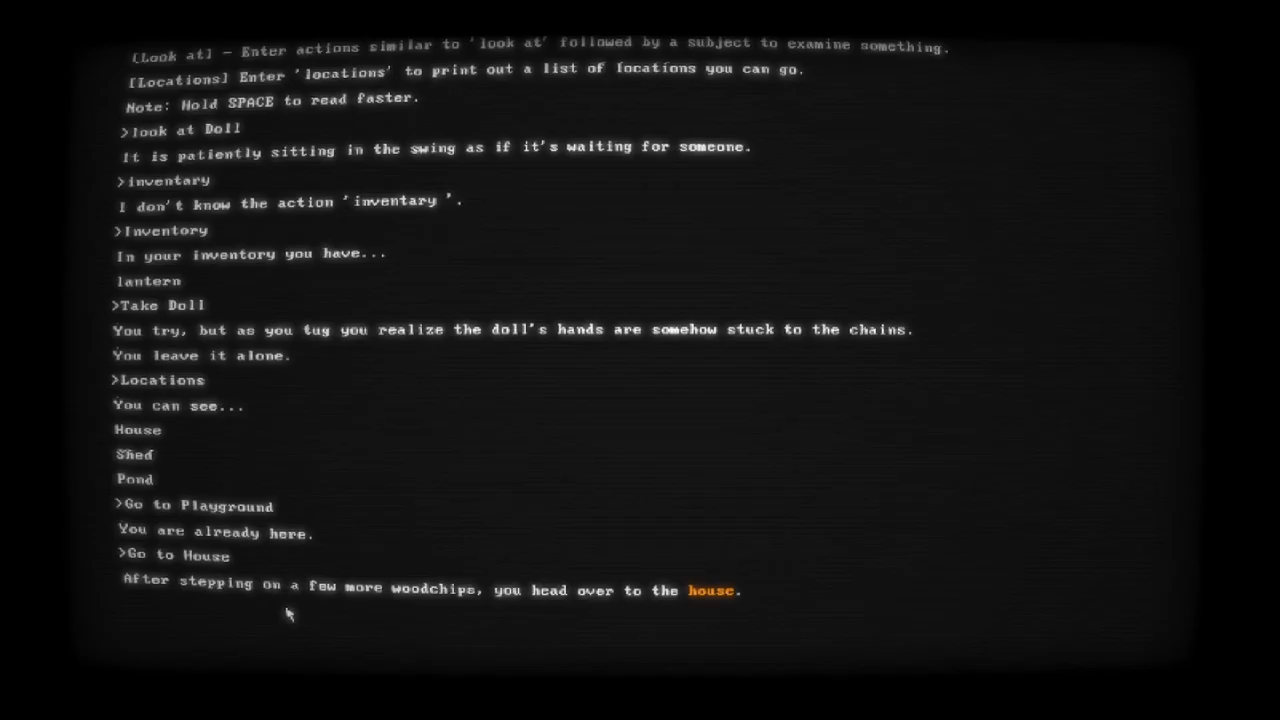 [Look at] - Enter actions similar to 'look at' followed by a subject to examine something.
[Locations] Enter 'locations' to print out a list of locations you can go.
Note: Hold SPACE to read faster.
>look at Doll
It is patiently sitting in the swing as if it's waiting for someone.
>inventary
I don't know the action 'inventary '.
>Inventory
In your inventory you have...
lantern
>Take Doll
You try, but as you tug you realize the doll's hands are somehow stuck to the chains.
You leave it alone.
>Locations
You can see...
House
Shed
Pond
>Go to Playground
You are already here.
>Go to House
After stepping on a few more woodchips, you head over to the house.